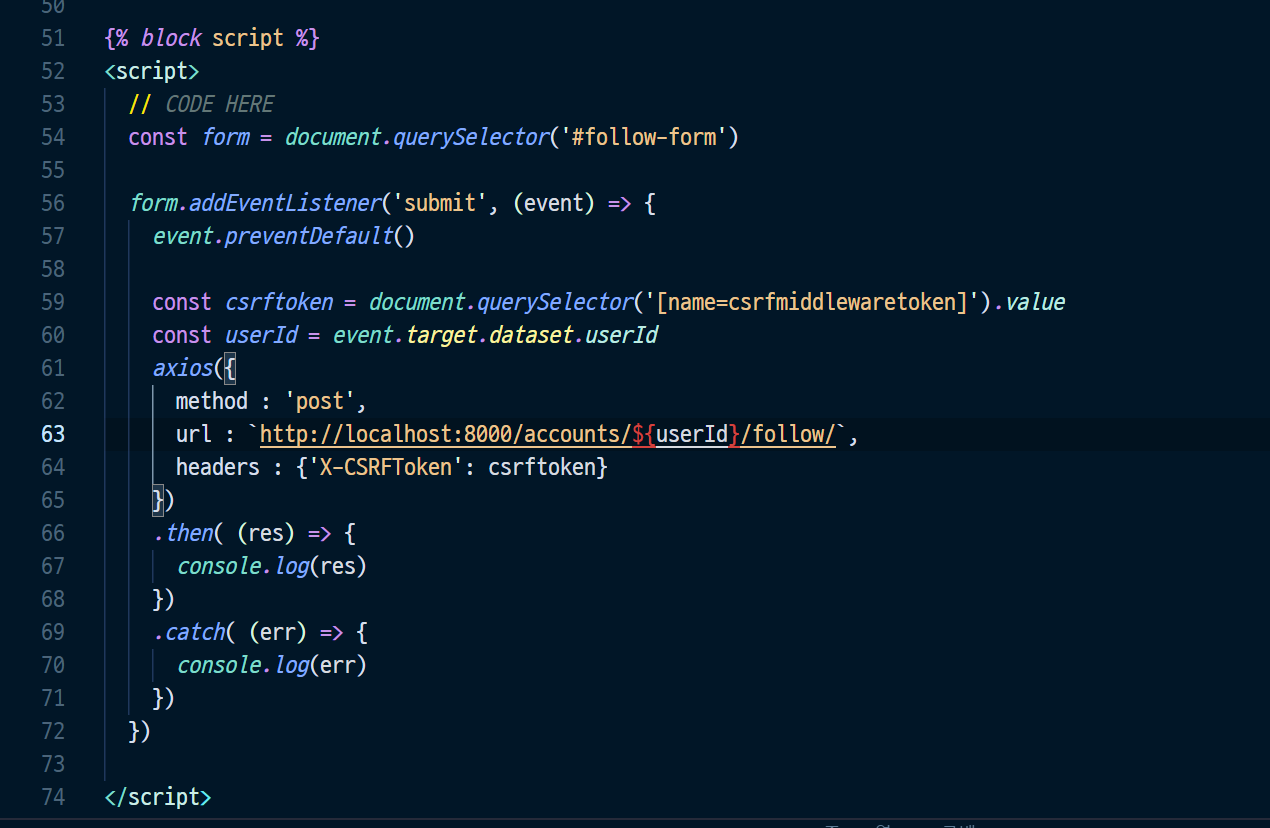 50
51 {% block script %}
52 <script>
53 // CODE HERE
54 const form = document.querySelector('#follow-form')
55
56 form.addEventListener('submit', (event) => {
57 event.preventDefault()
58
59 const csrftoken = document.querySelector('[name=csrfmiddlewaretoken]').value
60 const userId = event.target.dataset.userId
61 axios({
62 method : 'post',
63 url : `http://localhost:8000/accounts/${userId}/follow/`,
64 headers : {'X-CSRFToken': csrftoken}
65 })
66 .then( (res) => {
67 console.log(res)
68 })
69 .catch( (err) => {
70 console.log(err)
71 })
72 })
73
74 </script>